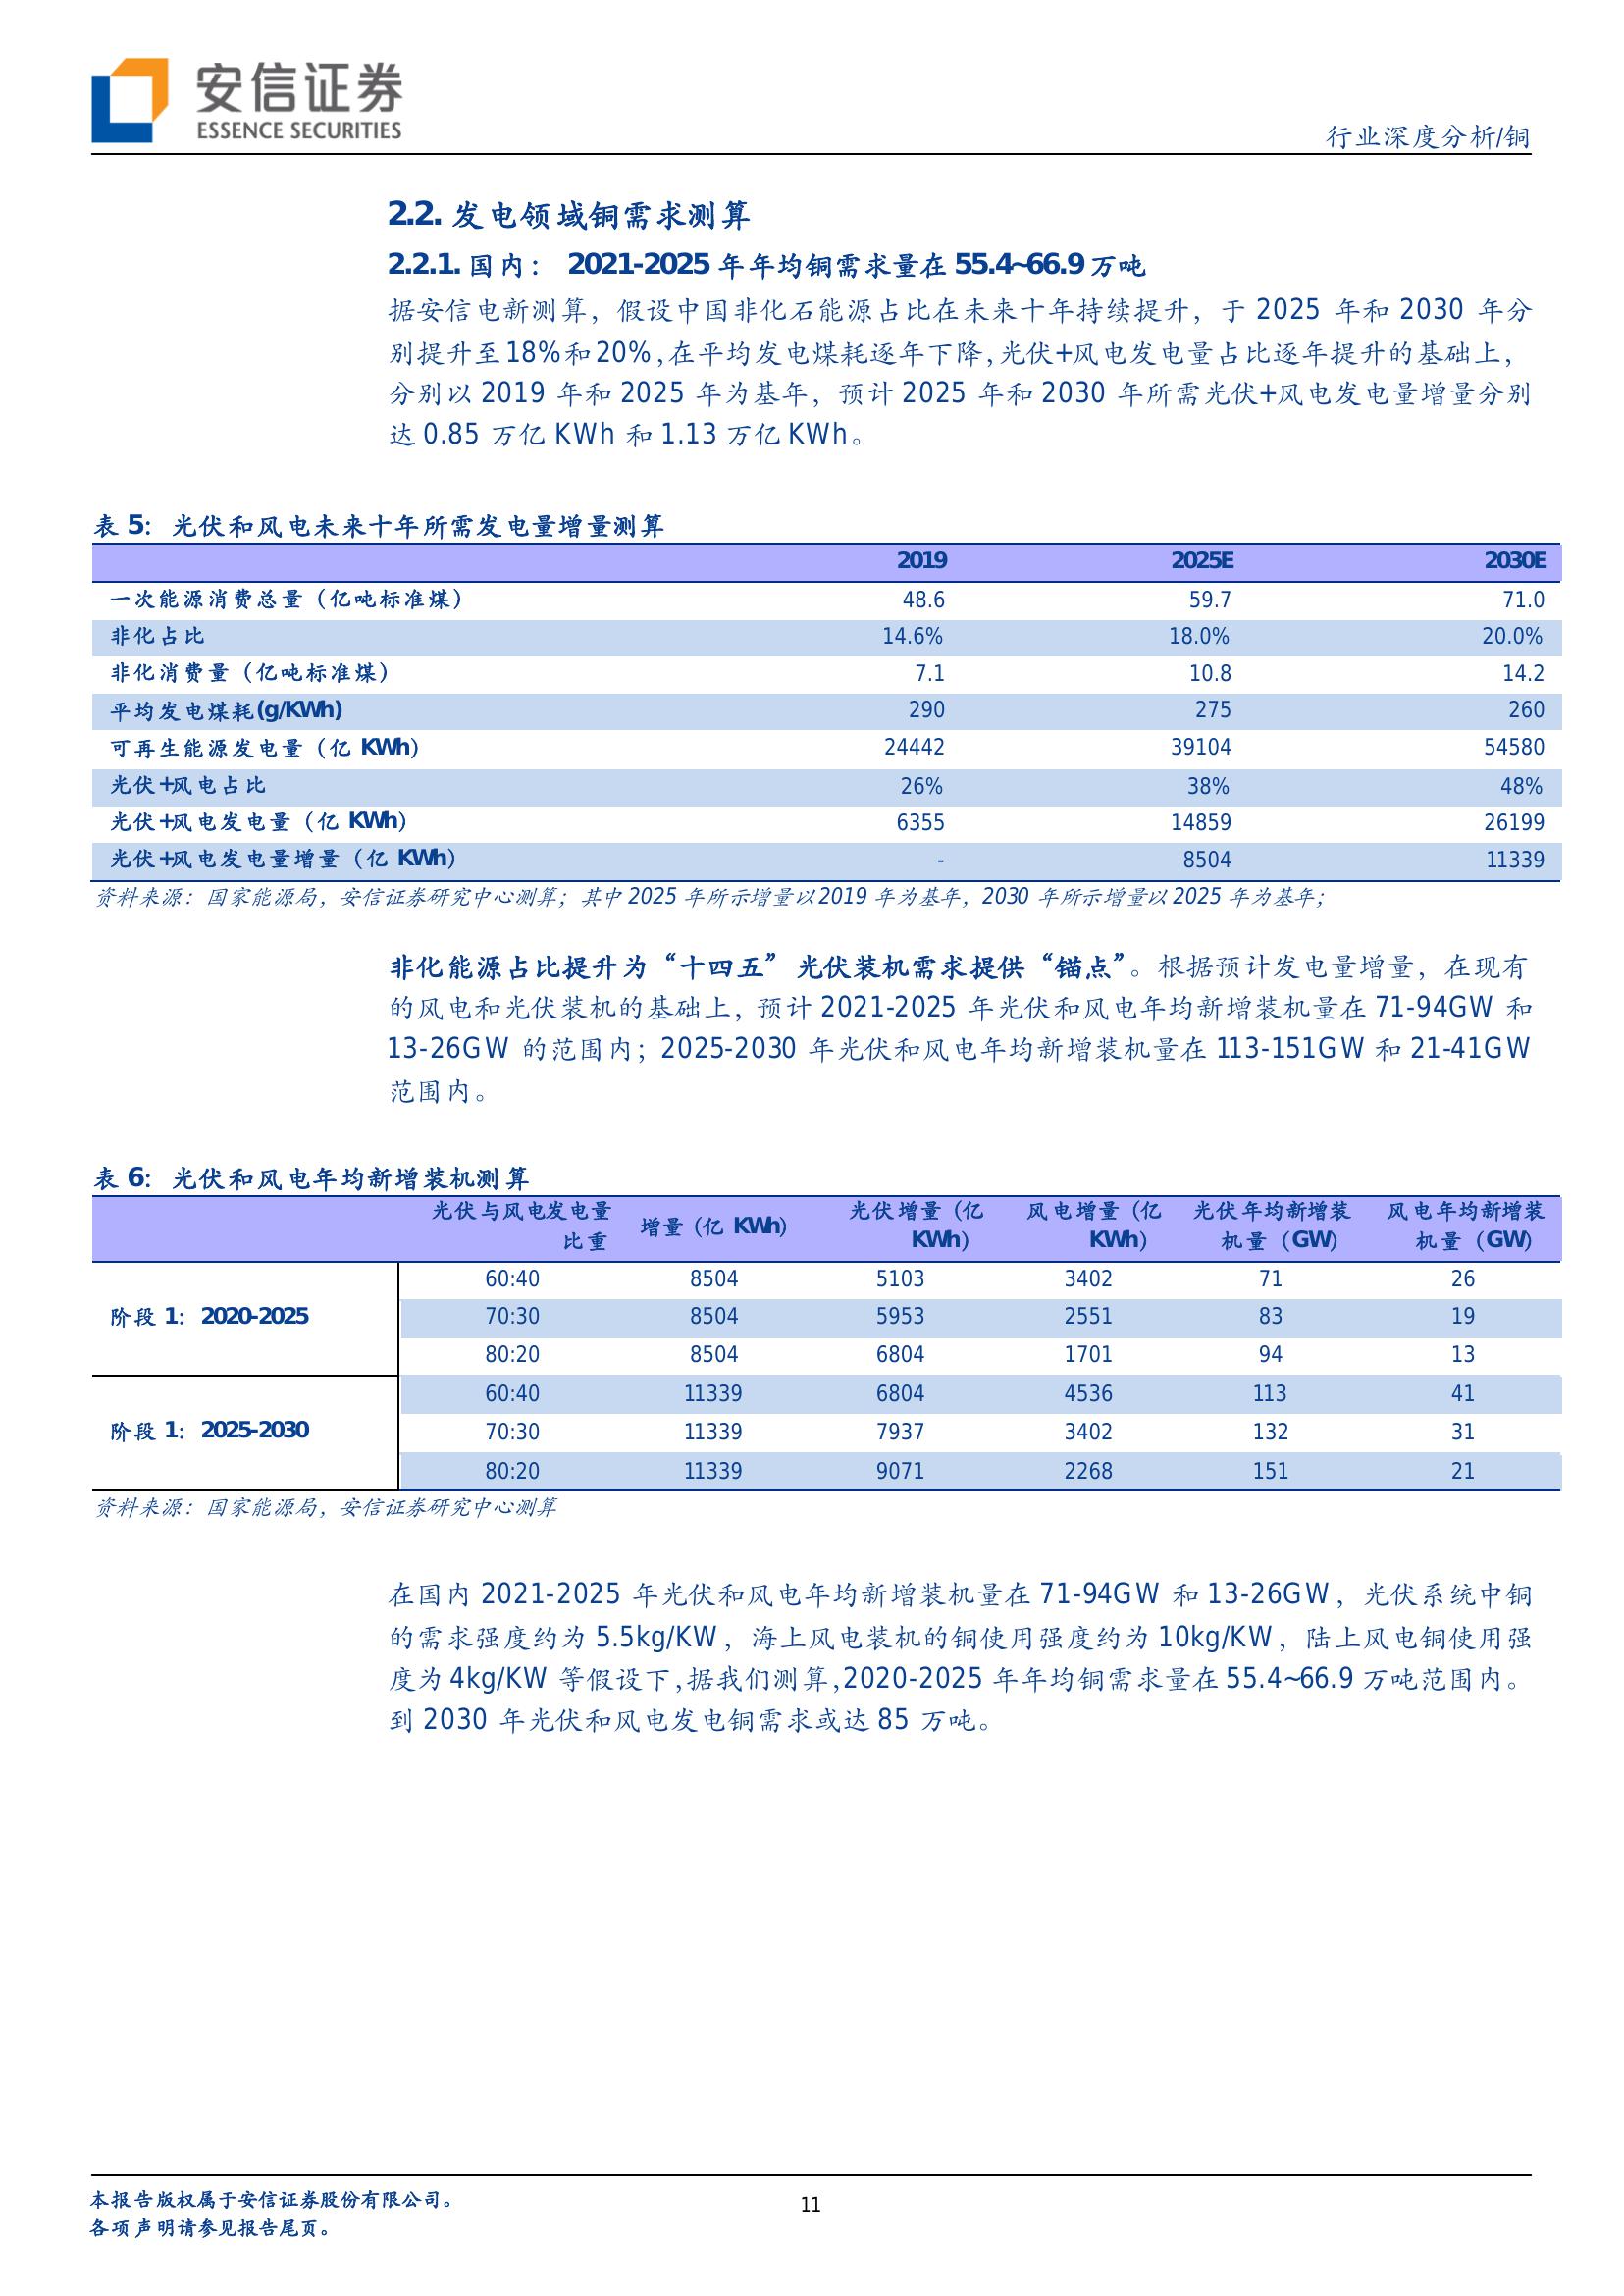 安信证券
ESSENCE SECURITIES
行业深度分析/铜
2.2. 发电领域铜需求测算
2.2.1. 国内： 2021-2025 年年均铜需求量在 55.4~66.9 万吨
据安信电新测算，假设中国非化石能源占比在未来十年持续提升，于 2025 年和 2030 年分
别提升至 18%和 20%，在平均发电煤耗逐年下降，光伏+风电发电量占比逐年提升的基础上，
分别以 2019 年和 2025 年为基年，预计 2025 年和 2030 年所需光伏+风电发电量增量分别
达 0.85 万亿 KWh 和 1.13 万亿 KWh。
表 5：光伏和风电未来十年所需发电量增量测算
2019 2025E 2030E
一次能源消费总量（亿吨标准煤） 48.6 59.7 71.0
非化占比 14.6% 18.0% 20.0%
非化消费量（亿吨标准煤） 7.1 10.8 14.2
平均发电煤耗(g/KWh) 290 275 260
可再生能源发电量（亿 KWh） 24442 39104 54580
光伏+风电占比 26% 38% 48%
光伏+风电发电量（亿 KWh） 6355 14859 26199
光伏+风电发电量增量（亿 KWh） - 8504 11339
资料来源：国家能源局，安信证券研究中心测算；其中 2025 年所示增量以 2019 年为基年，2030 年所示增量以 2025 年为基年；
非化能源占比提升为“十四五”光伏装机需求提供“锚点”。根据预计发电量增量，在现有
的风电和光伏装机的基础上，预计 2021-2025 年光伏和风电年均新增装机量在 71-94GW 和
13-26GW 的范围内；2025-2030 年光伏和风电年均新增装机量在 113-151GW 和 21-41GW
范围内。
表 6：光伏和风电年均新增装机测算
光伏与风电发电量比重 增量（亿 KWh） 光伏增量（亿 KWh） 风电增量（亿 KWh） 光伏年均新增装机量（GW） 风电年均新增装机量（GW）
阶段 1：2020-2025
60:40 8504 5103 3402 71 26
70:30 8504 5953 2551 83 19
80:20 8504 6804 1701 94 13
阶段 1：2025-2030
60:40 11339 6804 4536 113 41
70:30 11339 7937 3402 132 31
80:20 11339 9071 2268 151 21
资料来源：国家能源局，安信证券研究中心测算
在国内 2021-2025 年光伏和风电年均新增装机量在 71-94GW 和 13-26GW，光伏系统中铜
的需求强度约为 5.5kg/KW，海上风电装机的铜使用强度约为 10kg/KW，陆上风电铜使用强
度为 4kg/KW 等假设下，据我们测算，2020-2025 年年均铜需求量在 55.4~66.9 万吨范围内。
到 2030 年光伏和风电发电铜需求或达 85 万吨。
本报告版权属于安信证券股份有限公司。
各项声明请参见报告尾页。
11